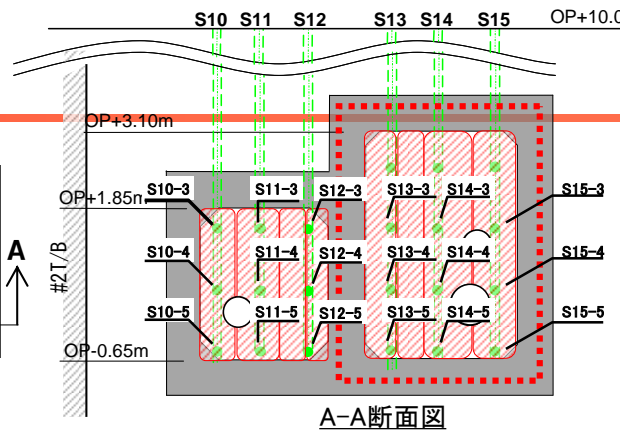 S10 S11 S12 S13 S14 S15 OP+10.0
OP+3.10m
OP+1.85m
S10-3 S11-3 S12-3 S13-3 S14-3 S15-3
A
#2T/B
S10-4 S11-4 S12-4 S13-4 S14-4 S15-4
S10-5 S11-5 S12-5 S13-5 S14-5 S15-5
OP-0.65m
A-A断面図